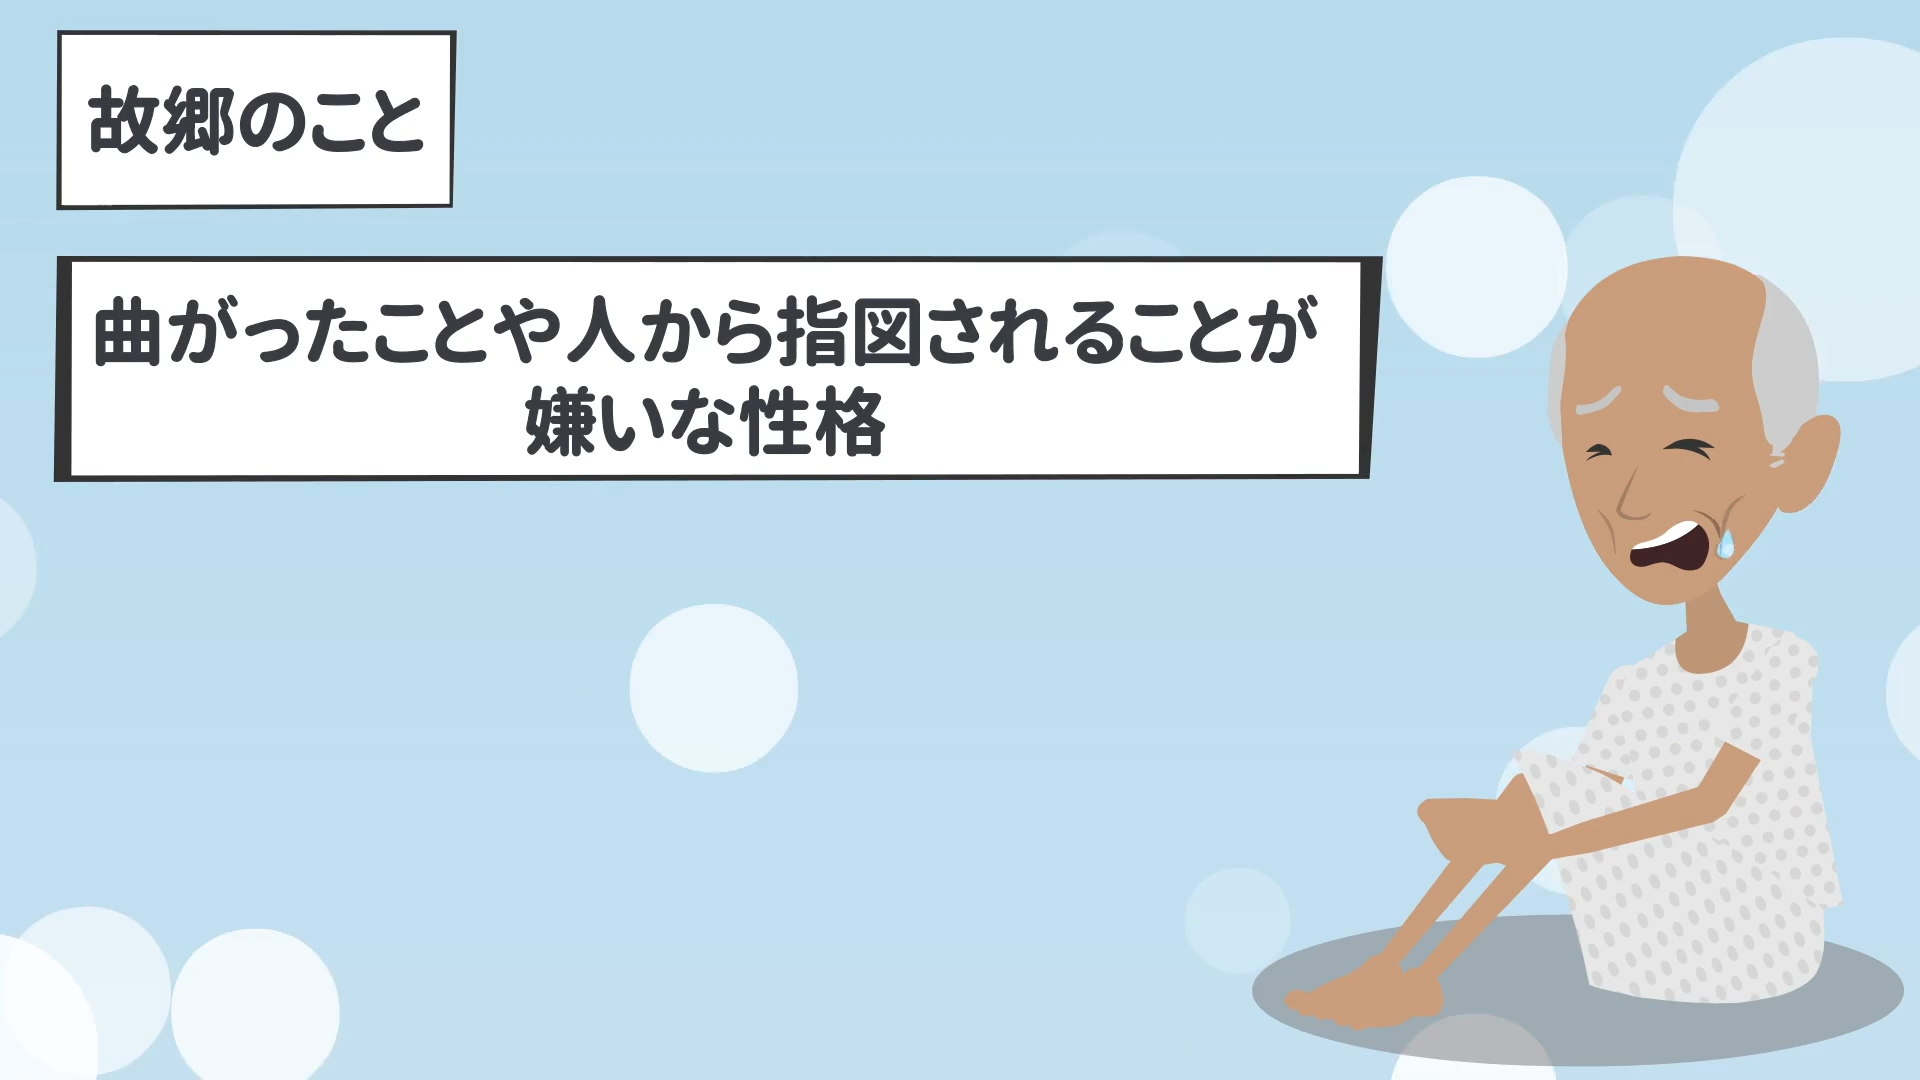 故郷のこと
曲がったことや人から指図されることが
嫌いな性格